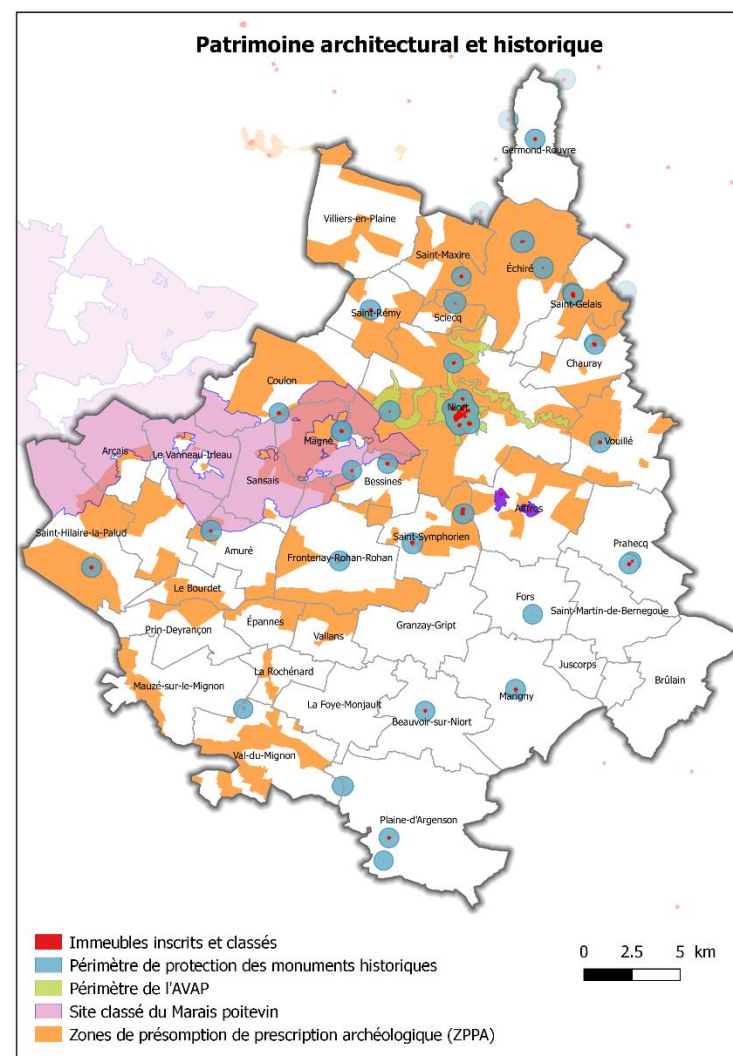 Patrimoine architectural et historique
Germond-Rouvre
Villiers-en-Plaine
Saint-Maxire
Échiré
Saint-Gelais
Saint-Rémy
Sciecq
Chauray
Coulon
Niort
Magné
Vouillé
Arçais
Le Vanneau-Irleau
Sansais
Bessines
Aiffres
Saint-Hilaire-la-Palud
Amuré
Saint-Symphorien
Frontenay-Rohan-Rohan
Prahecq
Le Bourdet
Fors
Saint-Martin-de-Bernegoue
Prin-Deyrançon
Épannes
Vallans
Granzay-Gript
La Rochénard
Juscorps
Mauzé-sur-le-Mignon
La Foye-Monjault
Marigny
Brûlain
Beauvoir-sur-Niort
Val-du-Mignon
Plaine-d'Argenson
Immeubles inscrits et classés
Périmètre de protection des monuments historiques
Périmètre de l'AVAP
Site classé du Marais poitevin
Zones de présomption de prescription archéologique (ZPPA)
0 2.5 5 km